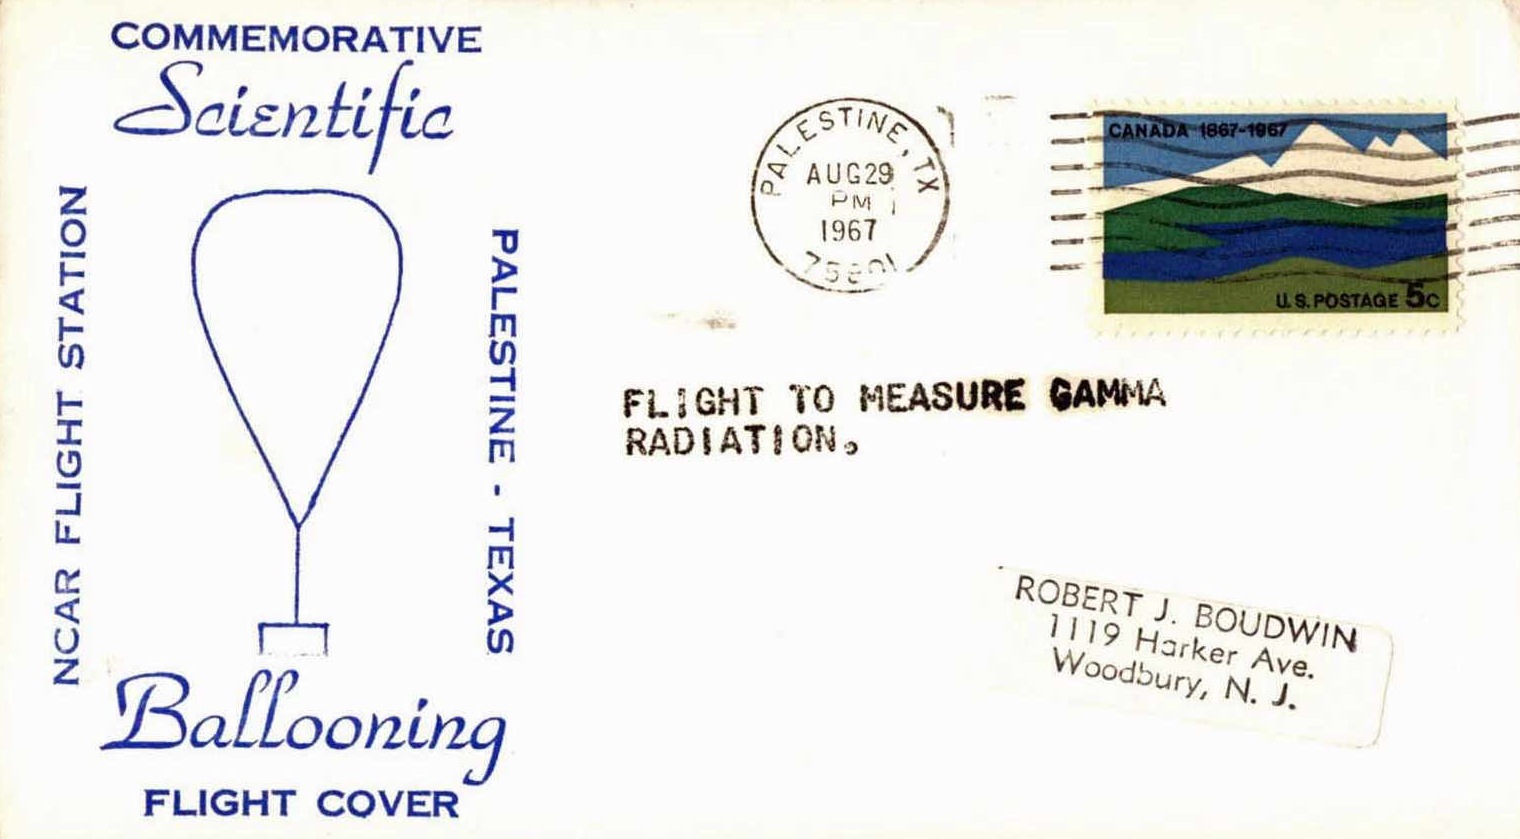 COMMEMORATIVE
Scientific
NCAR FLIGHT STATION
PALESTINE - TEXAS
Ballooning
FLIGHT COVER
PALESTINE, TX
AUG 29
PM
1967
75801
CANADA 1867-1967
U.S. POSTAGE 5c
FLIGHT TO MEASURE GAMMA
RADIATION.
ROBERT J. BOUDWIN
1119 Harker Ave.
Woodbury, N. J.